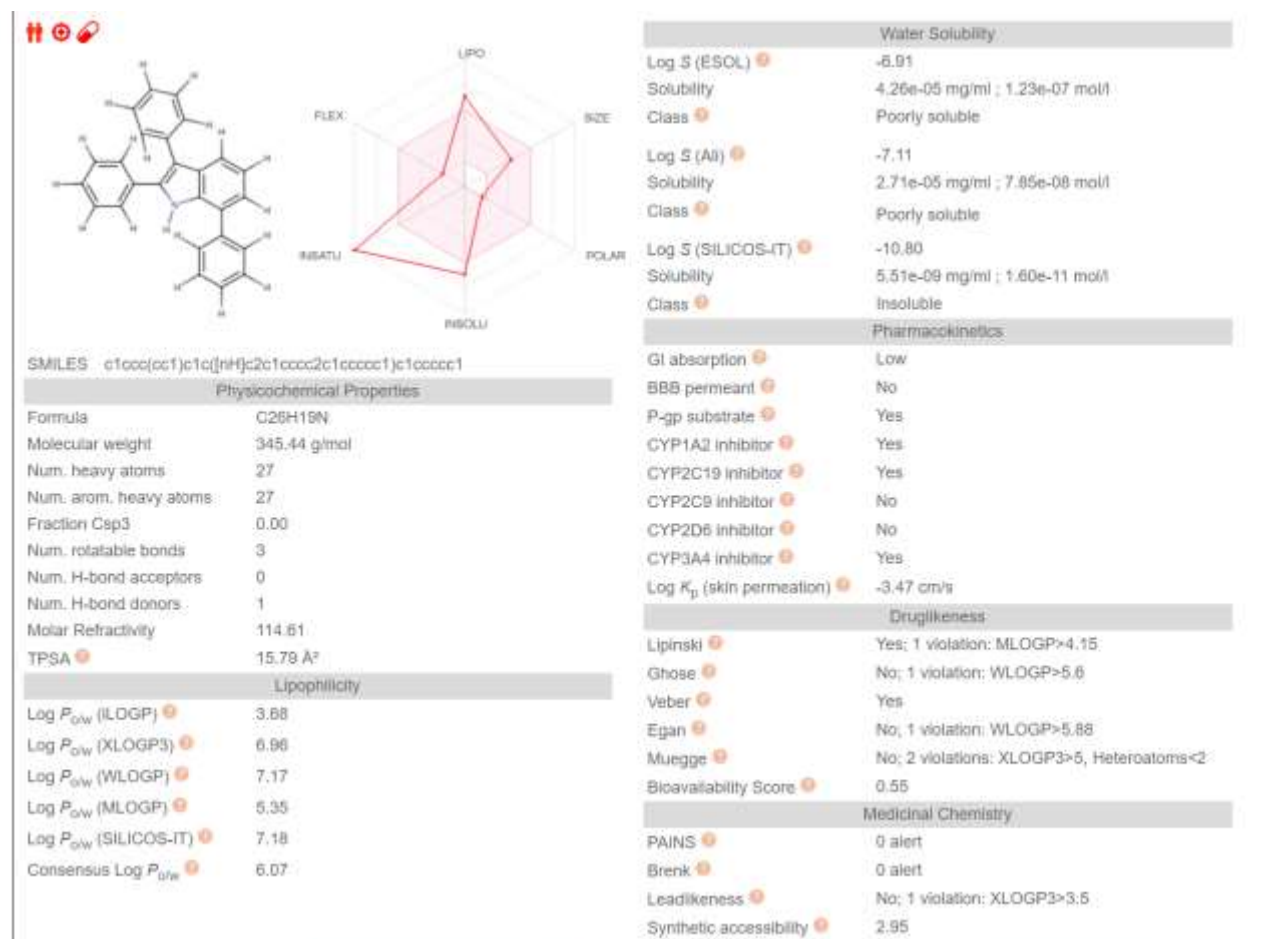 LIPO
FLEX
SIZE
INSATU
POLAR
INSOLU
SMILES c1ccc(cc1)c1c([nH]c2c1cccc2c1ccccc1)c1ccccc1
Physicochemical Properties
Formula C26H19N
Molecular weight 345.44 g/mol
Num. heavy atoms 27
Num. arom. heavy atoms 27
Fraction Csp3 0.00
Num. rotatable bonds 3
Num. H-bond acceptors 0
Num. H-bond donors 1
Molar Refractivity 114.61
TPSA ? 15.79 Å²
Lipophilicity
Log Po/w (iLOGP) ? 3.68
Log Po/w (XLOGP3) ? 6.96
Log Po/w (WLOGP) ? 7.17
Log Po/w (MLOGP) ? 5.35
Log Po/w (SILICOS-IT) ? 7.18
Consensus Log Po/w ? 6.07
Water Solubility
Log S (ESOL) ? -6.91
Solubility 4.26e-05 mg/ml ; 1.23e-07 mol/l
Class ? Poorly soluble
Log S (Ali) ? -7.11
Solubility 2.71e-05 mg/ml ; 7.85e-08 mol/l
Class ? Poorly soluble
Log S (SILICOS-IT) ? -10.80
Solubility 5.51e-09 mg/ml ; 1.60e-11 mol/l
Class ? Insoluble
Pharmacokinetics
GI absorption ? Low
BBB permeant ? No
P-gp substrate ? Yes
CYP1A2 inhibitor ? Yes
CYP2C19 inhibitor ? Yes
CYP2C9 inhibitor ? No
CYP2D6 inhibitor ? No
CYP3A4 inhibitor ? Yes
Log Kp (skin permeation) ? -3.47 cm/s
Druglikeness
Lipinski ? Yes; 1 violation: MLOGP>4.15
Ghose ? No; 1 violation: WLOGP>5.6
Veber ? Yes
Egan ? No; 1 violation: WLOGP>5.88
Muegge ? No; 2 violations: XLOGP3>5, Heteroatoms<2
Bioavailability Score ? 0.55
Medicinal Chemistry
PAINS ? 0 alert
Brenk ? 0 alert
Leadlikeness ? No; 1 violation: XLOGP3>3.5
Synthetic accessibility ? 2.95